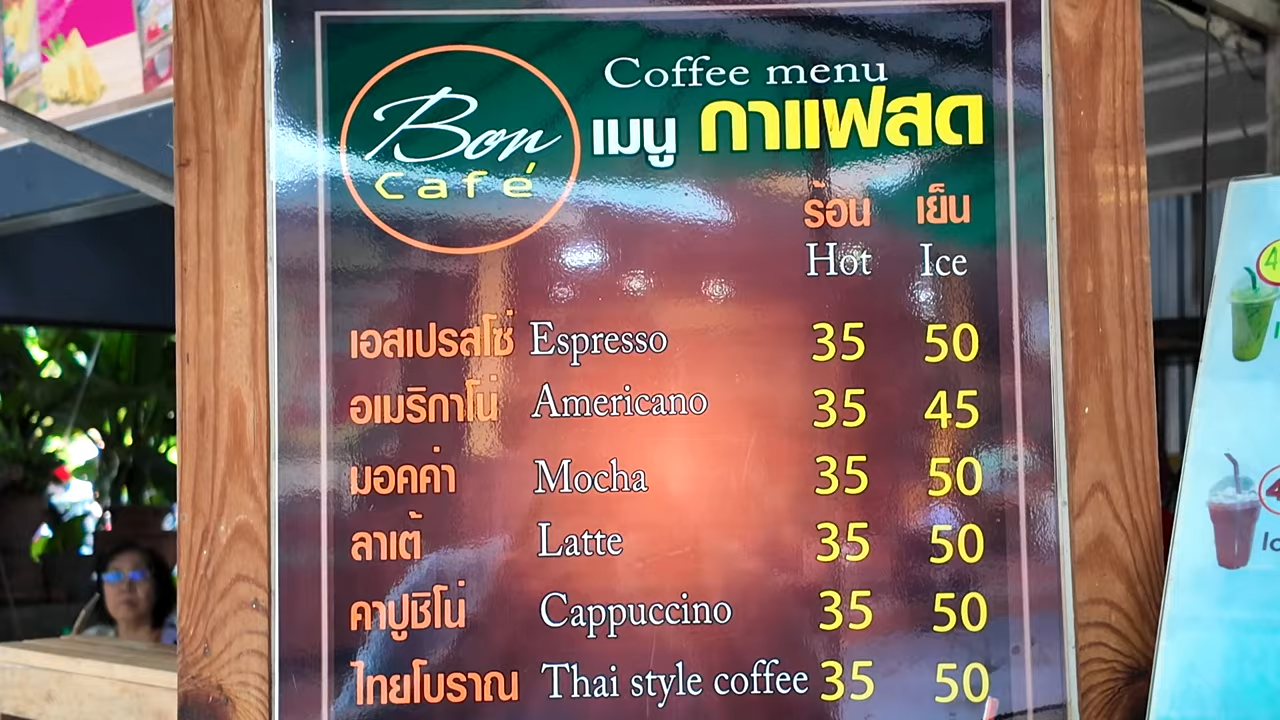 Bon
Café
Coffee menu
เมนู กาแฟสด
ร้อน เย็น
Hot Ice
เอสเปรสโซ่ Espresso 35 50
อเมริกาโน่ Americano 35 45
มอคค่า Mocha 35 50
ลาเต้ Latte 35 50
คาปูชิโน่ Cappuccino 35 50
ไทยโบราณ Thai style coffee 35 50